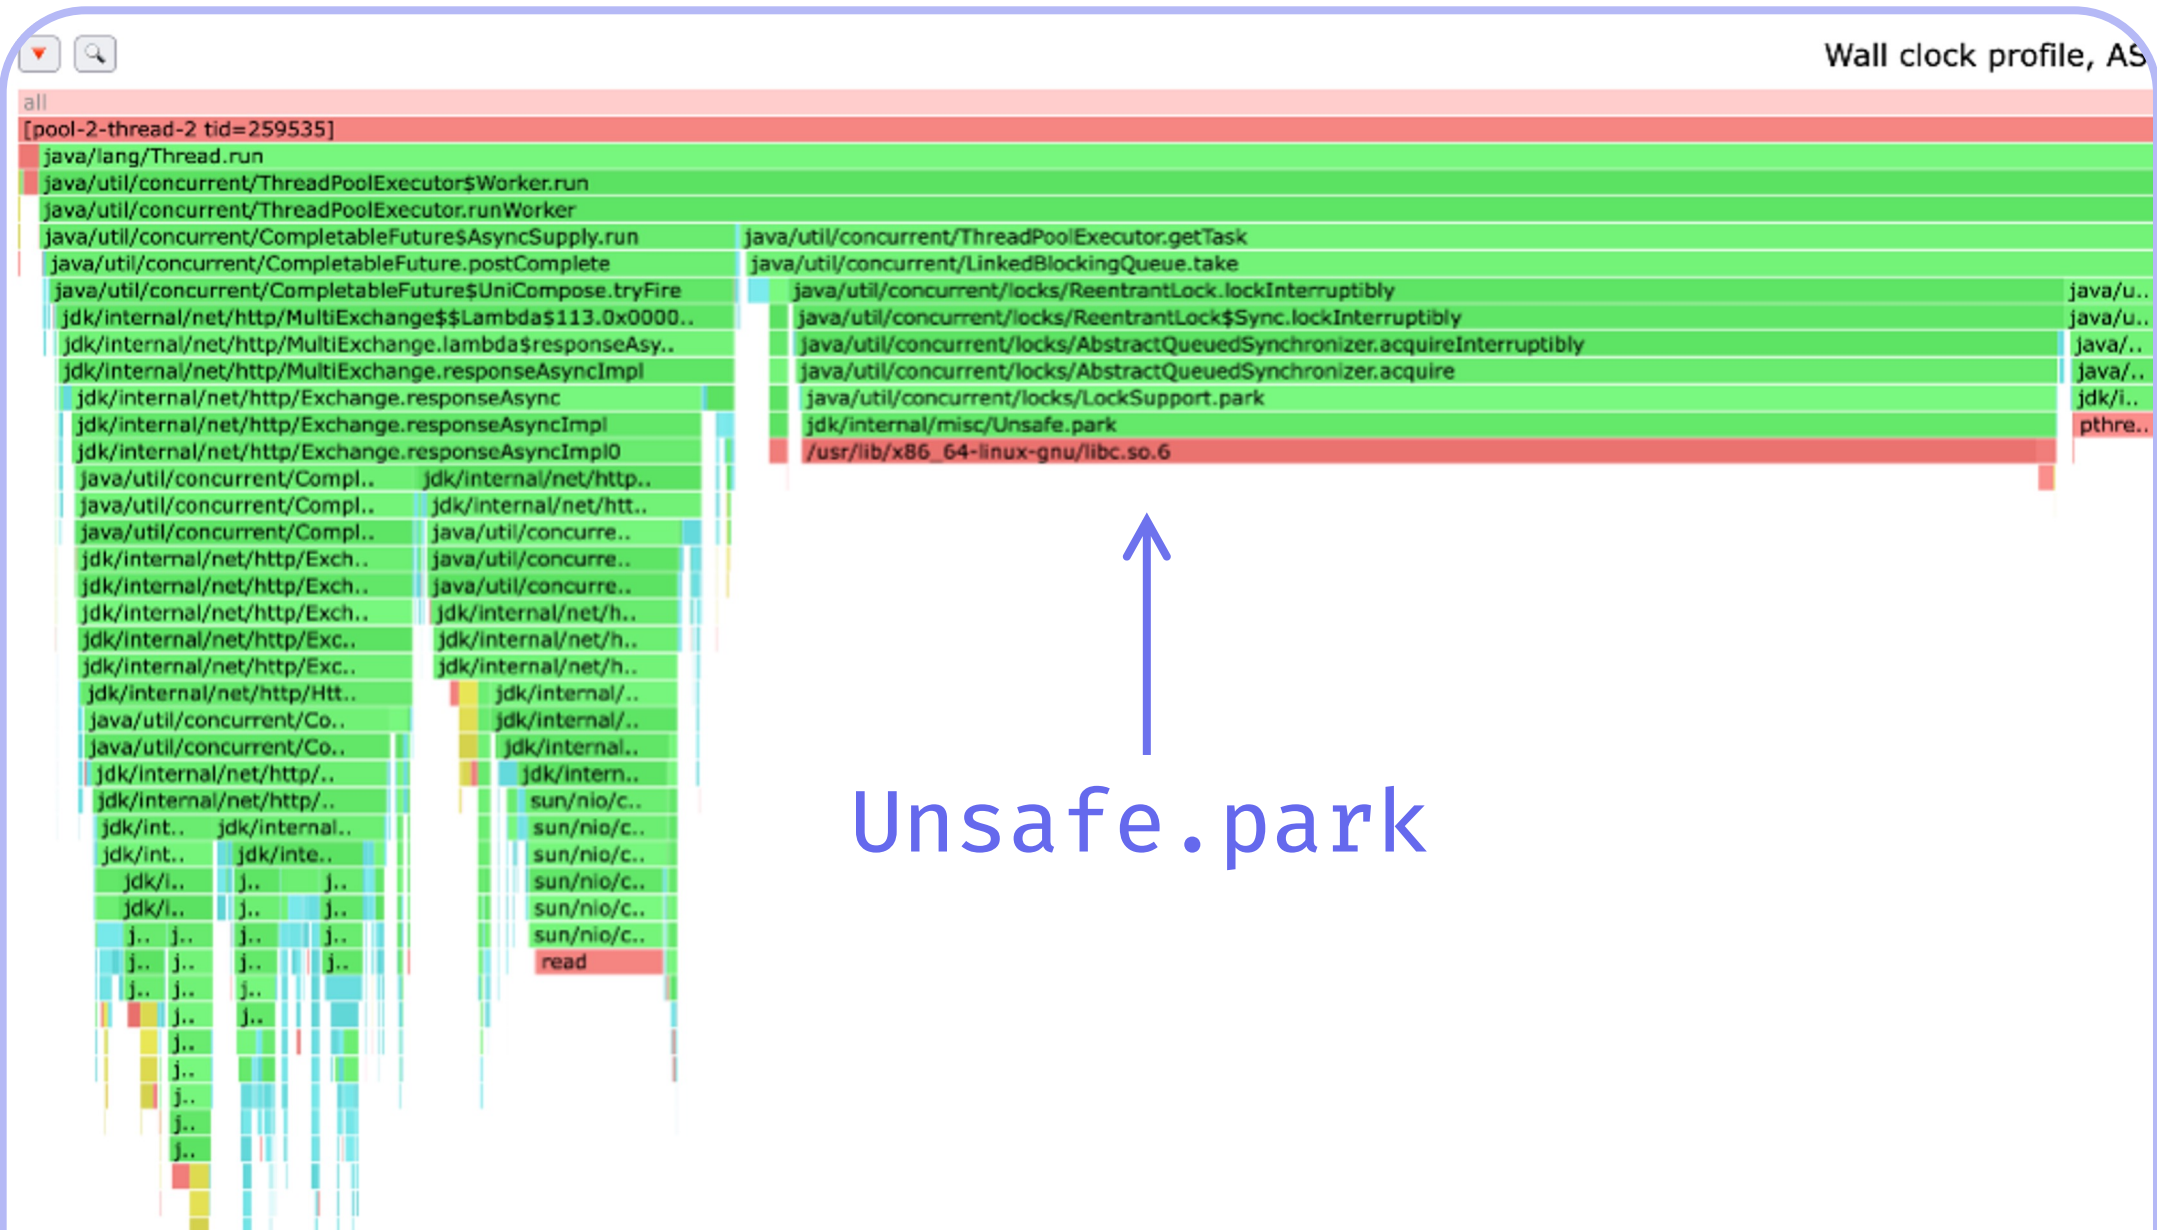 Wall clock profile, AS
all
[pool-2-thread-2 tid=259535]
java/lang/Thread.run
java/util/concurrent/ThreadPoolExecutor$Worker.run
java/util/concurrent/ThreadPoolExecutor.runWorker
java/util/concurrent/CompletableFuture$AsyncSupply.run java/util/concurrent/ThreadPoolExecutor.getTask
java/util/concurrent/CompletableFuture.postComplete java/util/concurrent/LinkedBlockingQueue.take
java/util/concurrent/CompletableFuture$UniCompose.tryFire java/util/concurrent/locks/ReentrantLock.lockInterruptibly java/u..
jdk/internal/net/http/MultiExchange$$Lambda$113.0x0000.. java/util/concurrent/locks/ReentrantLock$Sync.lockInterruptibly java/u..
jdk/internal/net/http/MultiExchange.lambda$responseAsy.. java/util/concurrent/locks/AbstractQueuedSynchronizer.acquireInterruptibly java/..
jdk/internal/net/http/MultiExchange.responseAsyncImpl java/util/concurrent/locks/AbstractQueuedSynchronizer.acquire java/..
jdk/internal/net/http/Exchange.responseAsync java/util/concurrent/locks/LockSupport.park jdk/i..
jdk/internal/net/http/Exchange.responseAsyncImpl jdk/internal/misc/Unsafe.park pthre..
jdk/internal/net/http/Exchange.responseAsyncImpl0 /usr/lib/x86_64-linux-gnu/libc.so.6
java/util/concurrent/Compl.. jdk/internal/net/http..
java/util/concurrent/Compl.. jdk/internal/net/htt..
java/util/concurrent/Compl.. java/util/concurre..
jdk/internal/net/http/Exch.. java/util/concurre..
jdk/internal/net/http/Exch.. java/util/concurre..
jdk/internal/net/http/Exch.. jdk/internal/net/h..
jdk/internal/net/http/Exc.. jdk/internal/net/h..
jdk/internal/net/http/Exc.. jdk/internal/net/h..
jdk/internal/net/http/Htt.. jdk/internal/..
java/util/concurrent/Co.. jdk/internal/..
java/util/concurrent/Co.. jdk/internal..
jdk/internal/net/http/.. jdk/intern..
jdk/internal/net/http/.. sun/nio/c..
jdk/int.. jdk/internal.. sun/nio/c..
jdk/int.. jdk/inte.. sun/nio/c..
jdk/i.. j.. j.. sun/nio/c..
jdk/i.. j.. j.. sun/nio/c..
j.. j.. j.. j.. sun/nio/c..
j.. j.. j.. j.. read
j.. j.. j..
j.. j..
j..
j..
j..
j..
j..
Unsafe.park